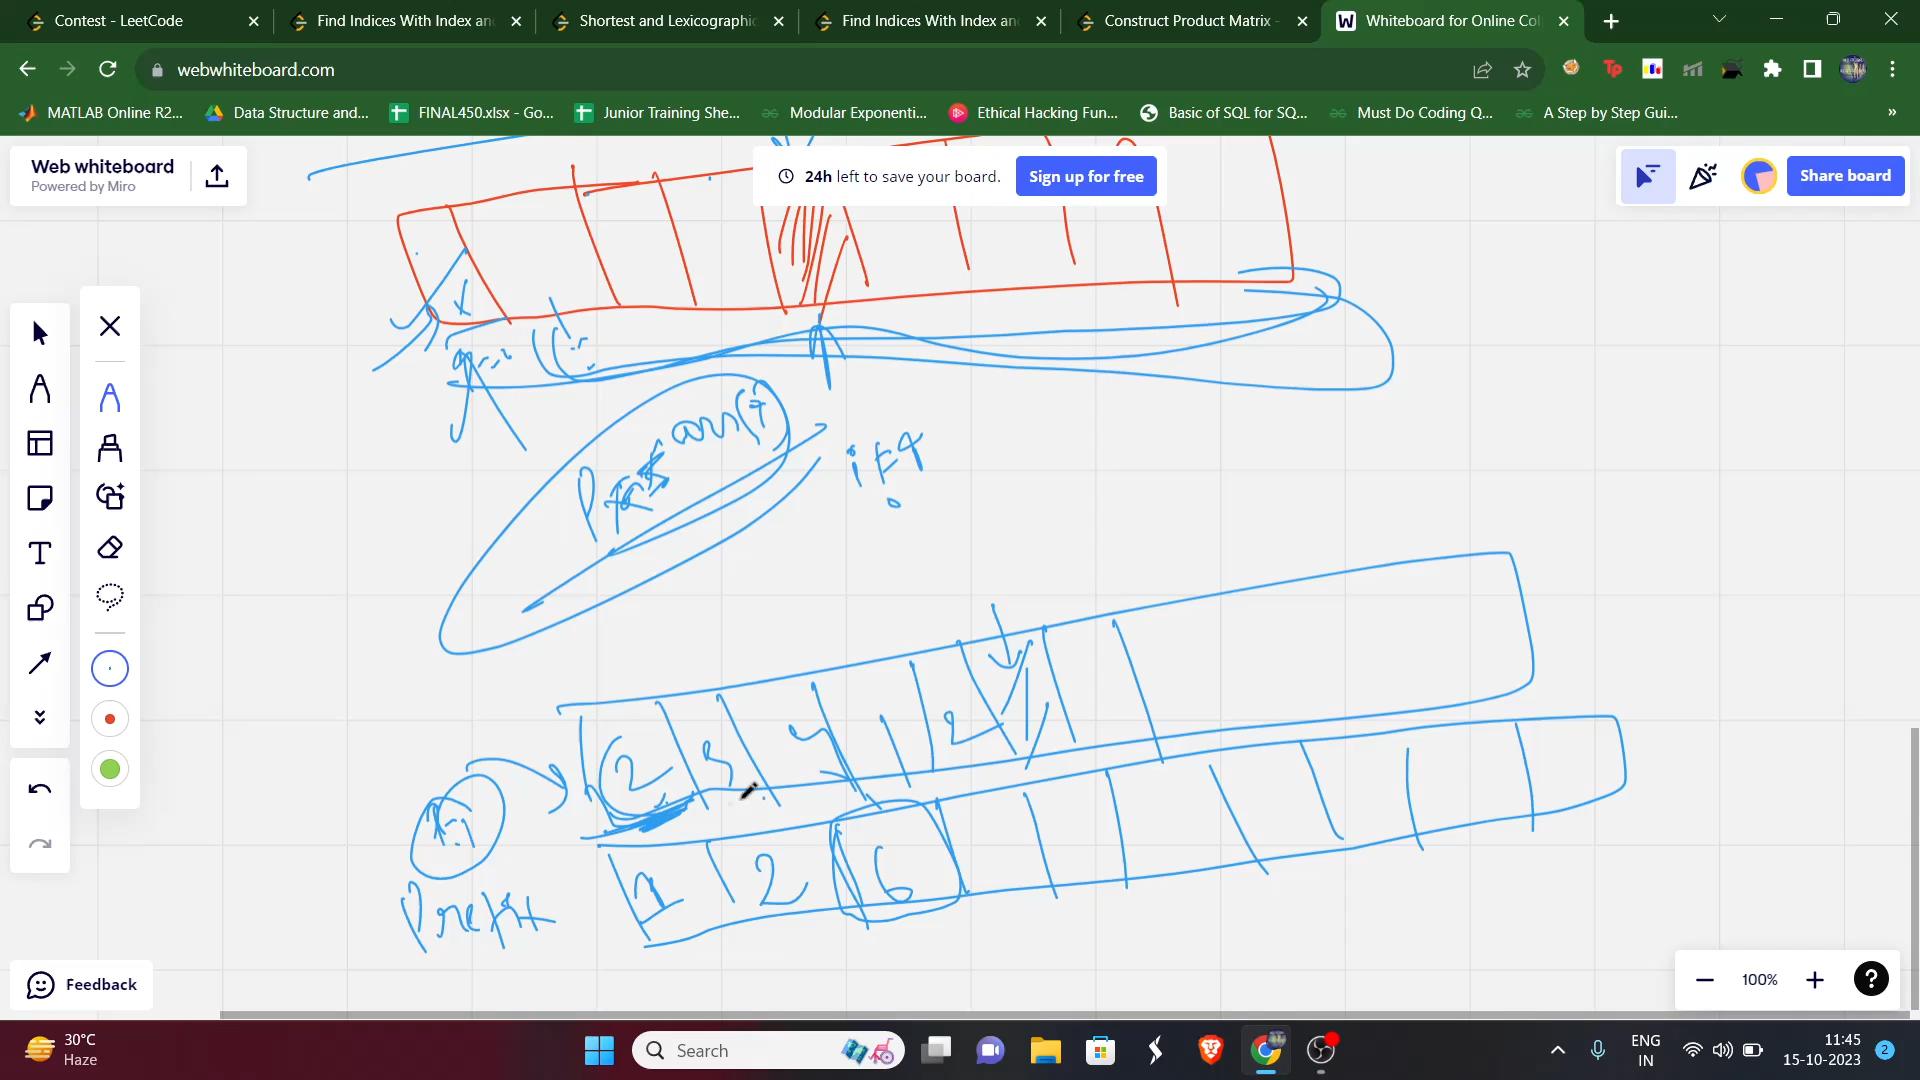 Contest - LeetCode
Find Indices With Index an
Shortest and Lexicographic
Find Indices With Index an
Construct Product Matrix -
Whiteboard for Online Col
webwhiteboard.com
MATLAB Online R2...
Data Structure and...
FINAL450.xlsx - Go...
Junior Training She...
Modular Exponenti...
Ethical Hacking Fun...
Basic of SQL for SQ...
Must Do Coding Q...
A Step by Step Gui...
»
Web whiteboard
Powered by Miro
24h left to save your board.
Sign up for free
Share board
2 3 4 2
1 2 6
Feedback
100%
?
30°C
Haze
Search
ENG
IN
11:45
15-10-2023
2